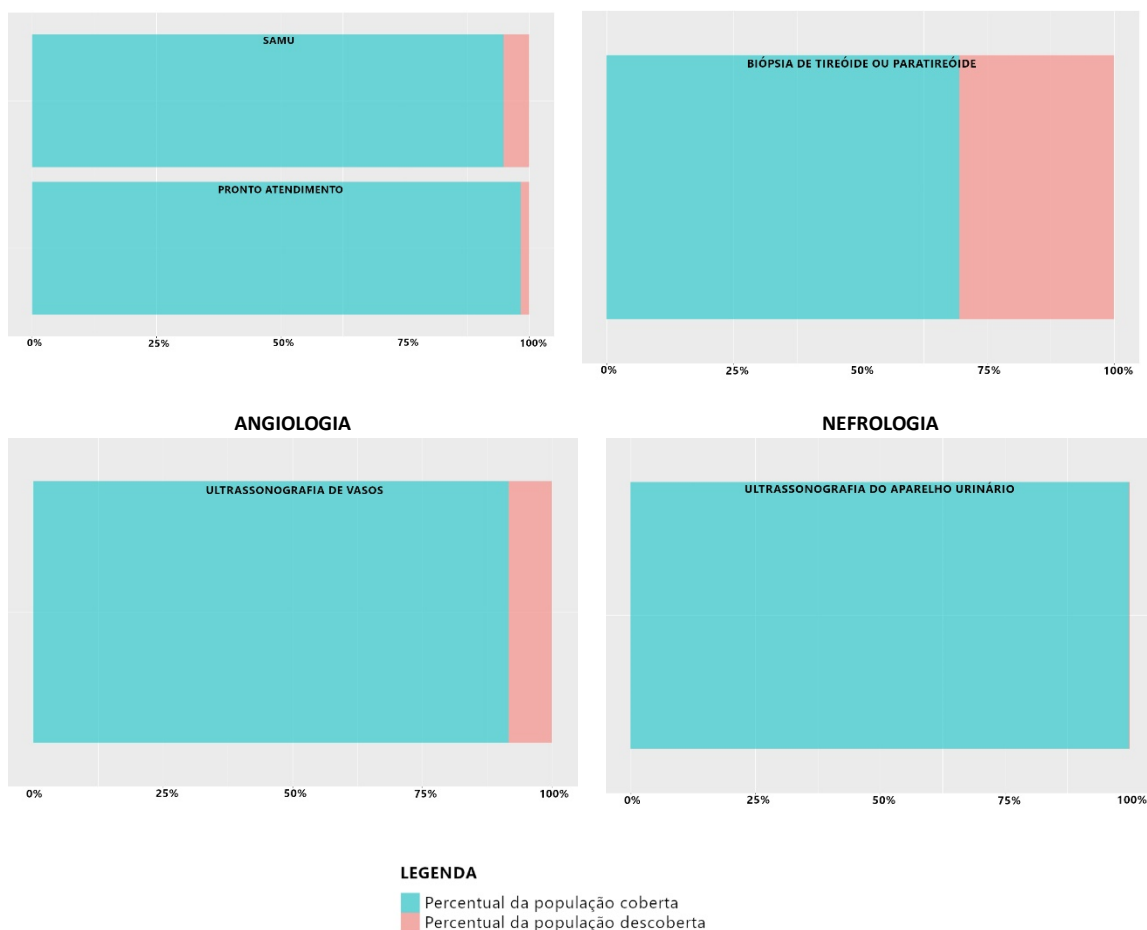 SAMU
PRONTO ATENDIMENTO
0% 25% 50% 75% 100%
BIÓPSIA DE TIREÓIDE OU PARATIREÓIDE
0% 25% 50% 75% 100%
ANGIOLOGIA
ULTRASSONOGRAFIA DE VASOS
0% 25% 50% 75% 100%
NEFROLOGIA
ULTRASSONOGRAFIA DO APARELHO URINÁRIO
0% 25% 50% 75% 100%
LEGENDA
Percentual da população coberta
Percentual da população descoberta